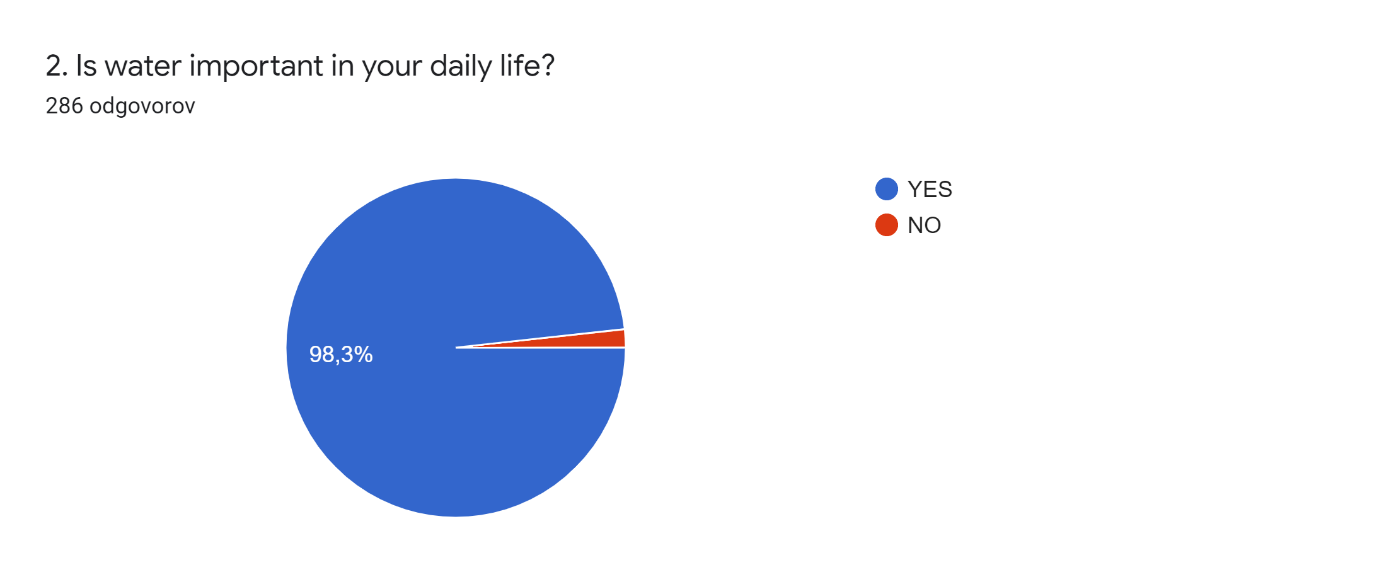 2. Is water important in your daily life?
286 odgovorov
YES
NO
98,3%